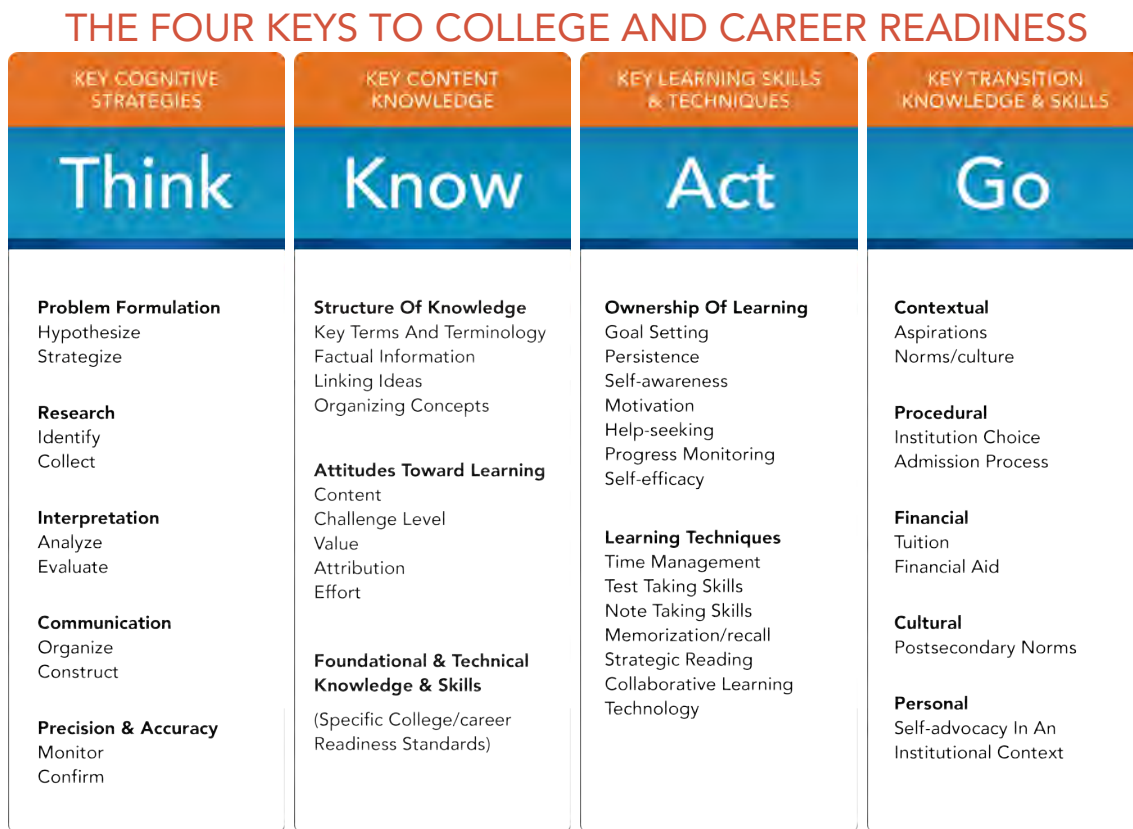 THE FOUR KEYS TO COLLEGE AND CAREER READINESS
KEY COGNITIVE
STRATEGIES
Think
Problem Formulation
Hypothesize
Strategize
Research
Identify
Collect
Interpretation
Analyze
Evaluate
Communication
Organize
Construct
Precision & Accuracy
Monitor
Confirm
KEY CONTENT
KNOWLEDGE
Know
Structure Of Knowledge
Key Terms And Terminology
Factual Information
Linking Ideas
Organizing Concepts
Attitudes Toward Learning
Content
Challenge Level
Value
Attribution
Effort
Foundational & Technical
Knowledge & Skills
(Specific College/career
Readiness Standards)
KEY LEARNING SKILLS
& TECHNIQUES
Act
Ownership Of Learning
Goal Setting
Persistence
Self-awareness
Motivation
Help-seeking
Progress Monitoring
Self-efficacy
Learning Techniques
Time Management
Test Taking Skills
Note Taking Skills
Memorization/recall
Strategic Reading
Collaborative Learning
Technology
KEY TRANSITION
KNOWLEDGE & SKILLS
Go
Contextual
Aspirations
Norms/culture
Procedural
Institution Choice
Admission Process
Financial
Tuition
Financial Aid
Cultural
Postsecondary Norms
Personal
Self-advocacy In An
Institutional Context